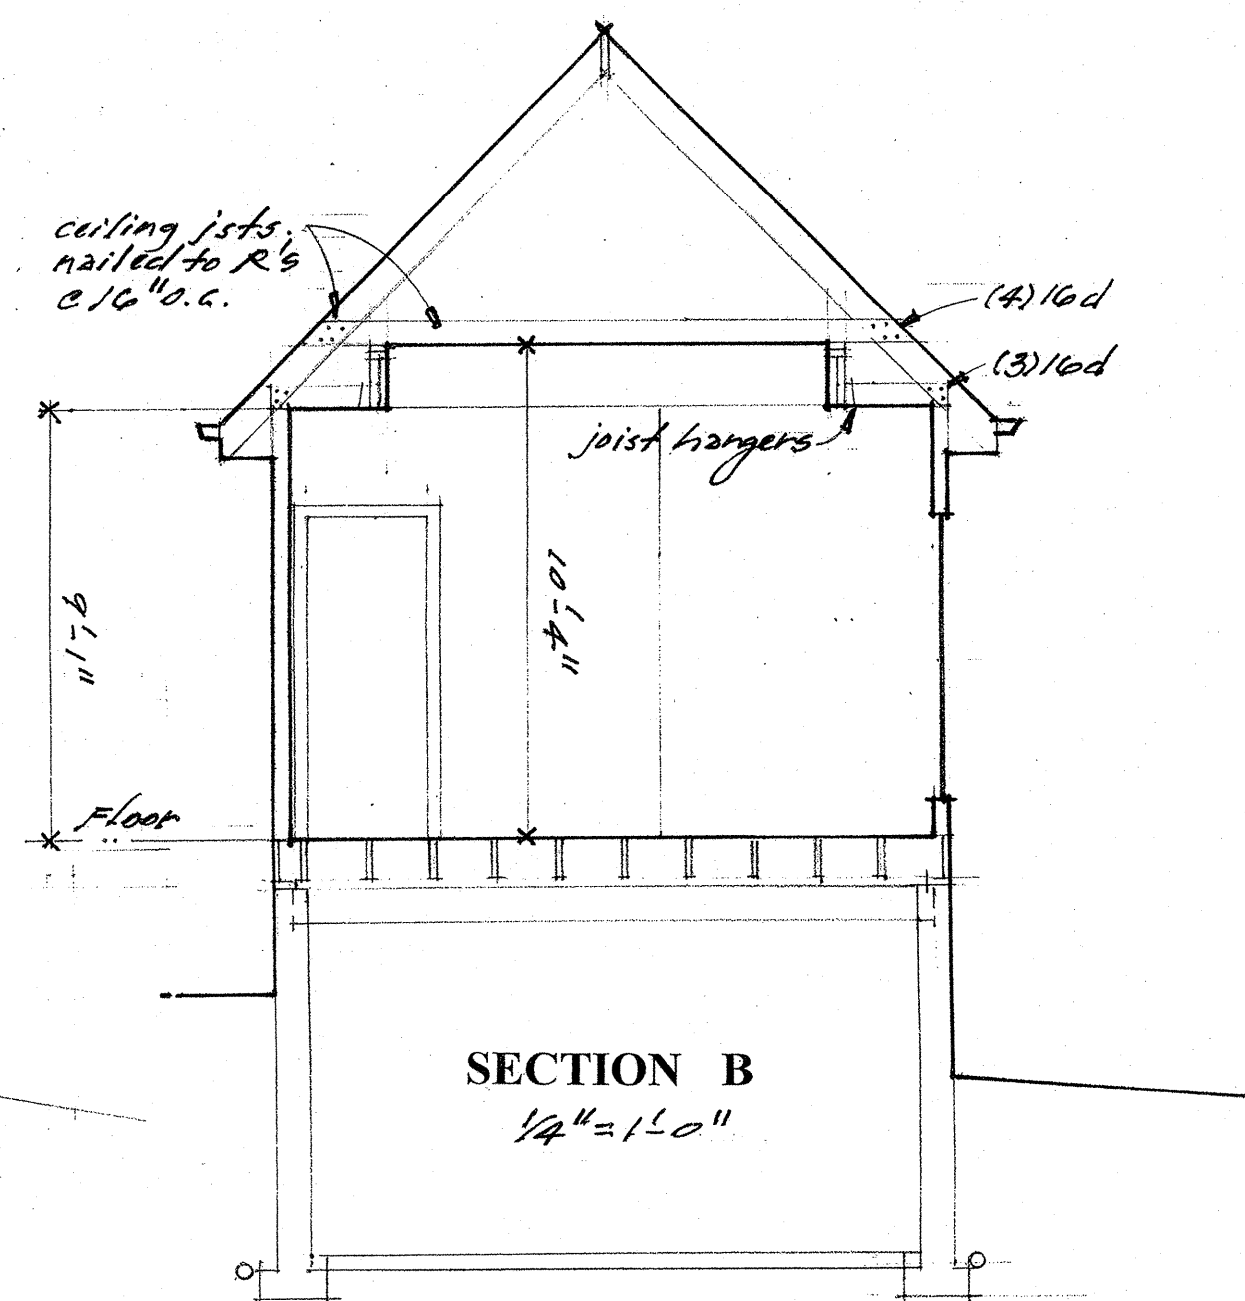 ceiling jsts.
nailed to R's
@ 16" O.C.
(4) 16d
(3) 16d
joist hangers
9'-1"
10'-4"
Floor
SECTION B
1/4" = 1'-0"